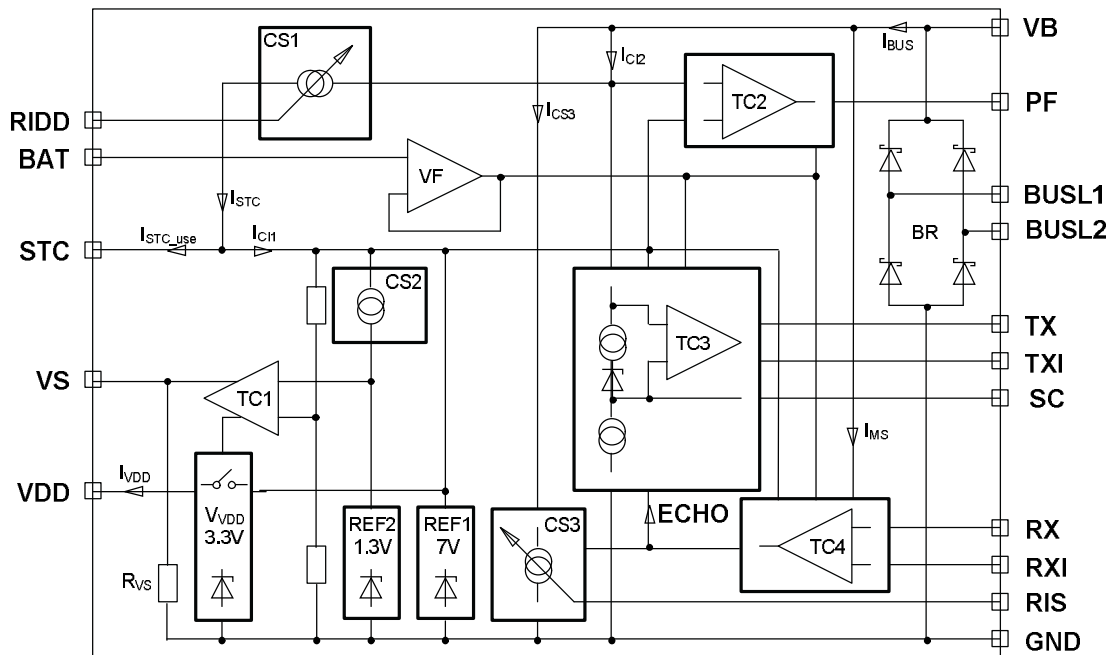 CS1
I_BUS
VB
I_CI2
TC2
PF
I_CS3
RIDD
BAT
VF
I_STC
BUSL1
BUSL2
BR
STC
I_STC_use
I_CI1
CS2
TC3
TX
TXI
SC
VS
TC1
I_MS
VDD
I_VDD
V_VDD
3.3V
REF2
1.3V
REF1
7V
CS3
ECHO
TC4
RX
RXI
R_VS
RIS
GND